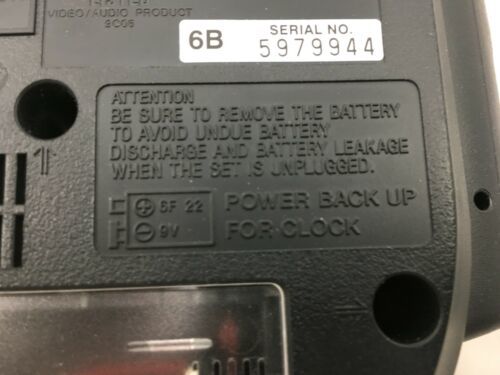 VIDEO/AUDIO PRODUCT
9C05
6B SERIAL NO.
5979944
ATTENTION
BE SURE TO REMOVE THE BATTERY
TO AVOID UNDUE BATTERY
DISCHARGE AND BATTERY LEAKAGE
WHEN THE SET IS UNPLUGGED.
⊕ 6F 22 POWER BACK UP
⊖ 9V FOR CLOCK